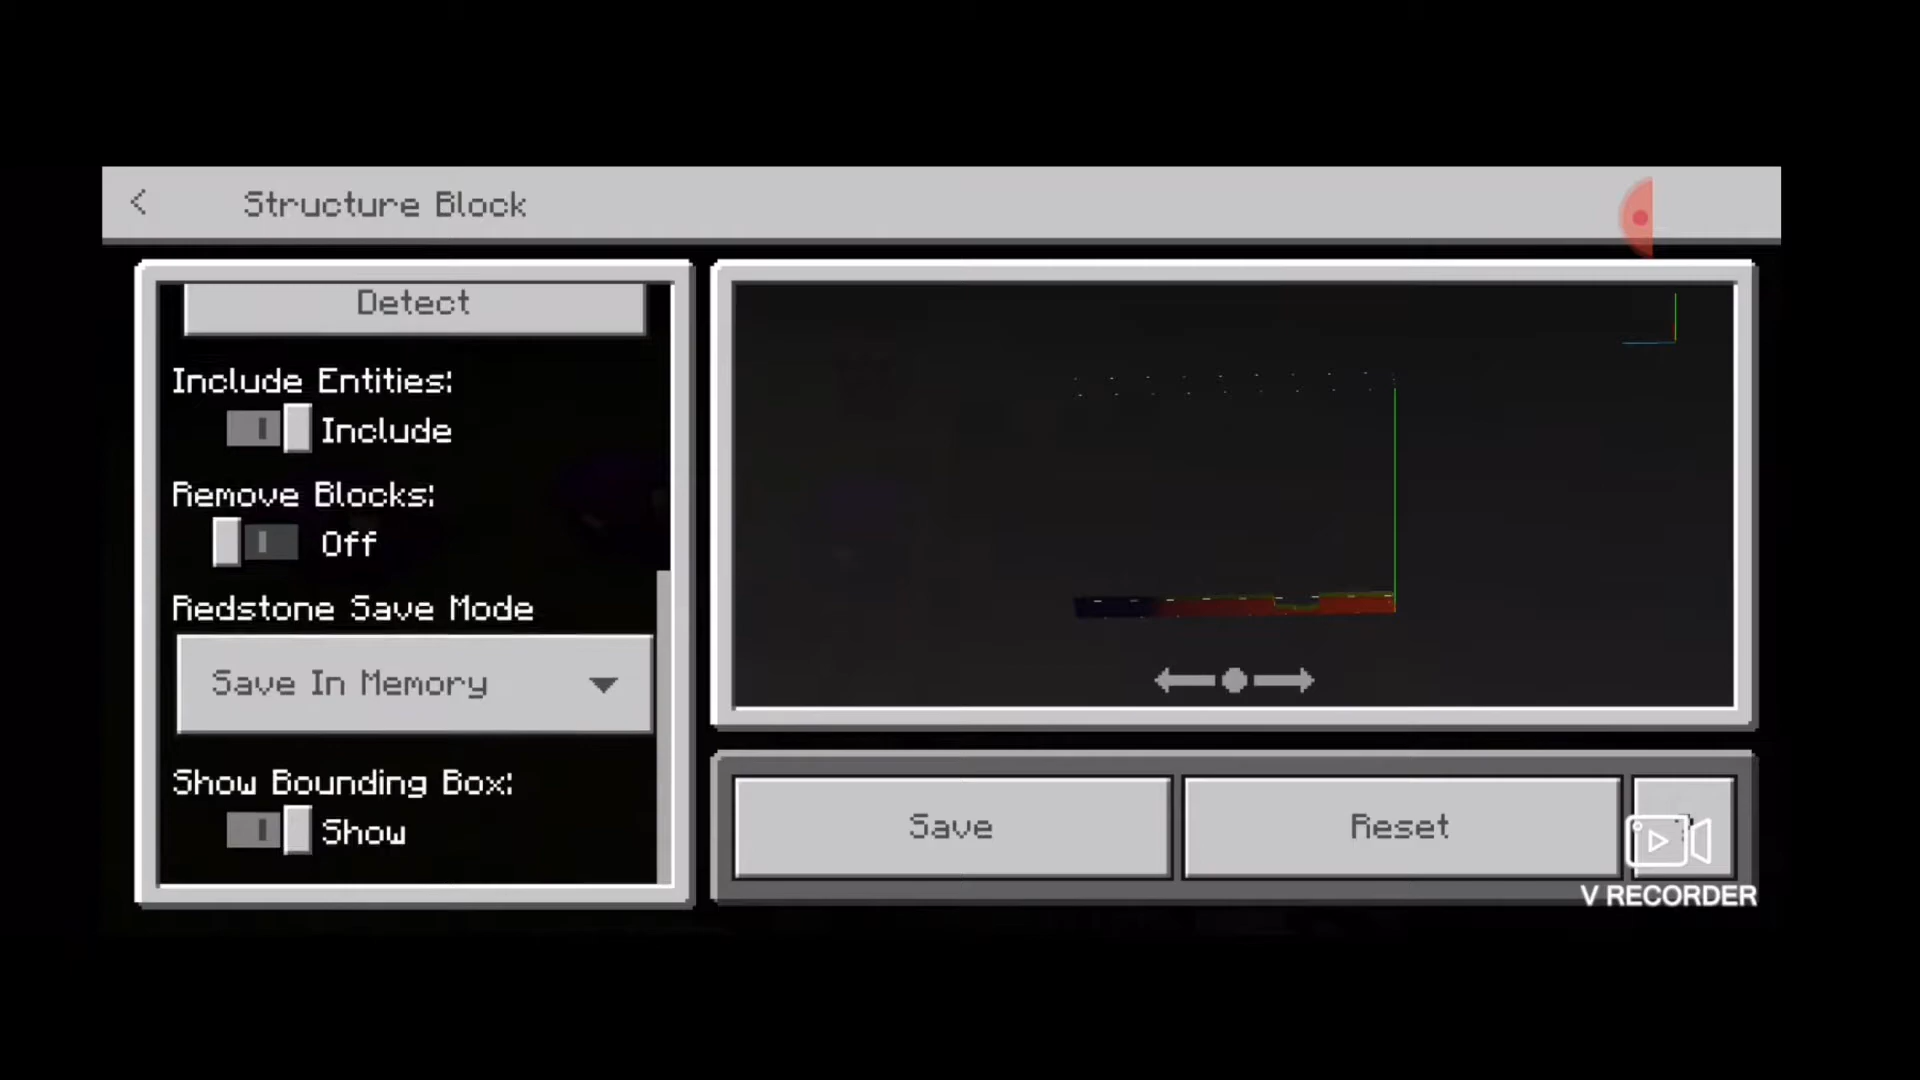 Structure Block
Detect
Include Entities:
Include
Remove Blocks:
Off
Redstone Save Mode
Save In Memory
Show Bounding Box:
Show
Save
Reset
V RECORDER